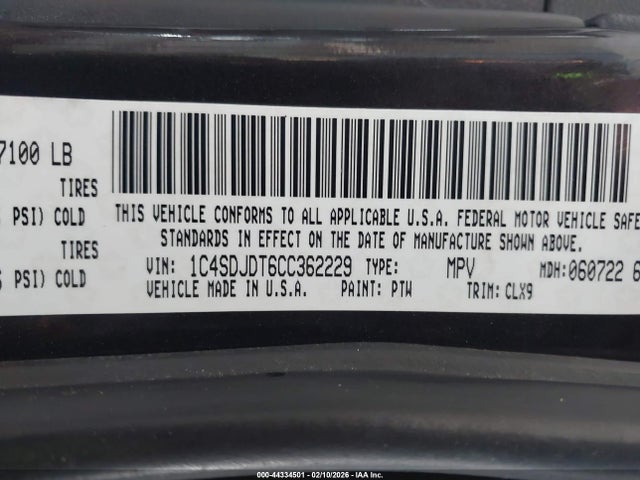 7100 LB
TIRES
PSI) COLD
TIRES
PSI) COLD
THIS VEHICLE CONFORMS TO ALL APPLICABLE U.S.A. FEDERAL MOTOR VEHICLE SAFE
STANDARDS IN EFFECT ON THE DATE OF MANUFACTURE SHOWN ABOVE.
VIN: 1C4SDJDT6CC362229 TYPE: MPV MDH:060722 6
VEHICLE MADE IN U.S.A. PAINT: PTW TRIM: CLX9
000-44334501 - 02/10/2026 - IAA Inc.